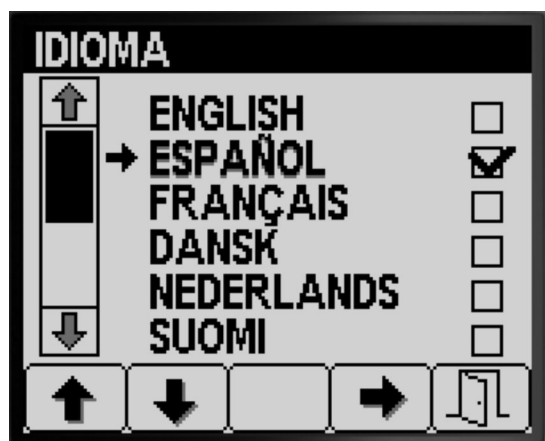 IDIOMA
ENGLISH
ESPAÑOL
FRANÇAIS
DANSK
NEDERLANDS
SUOMI